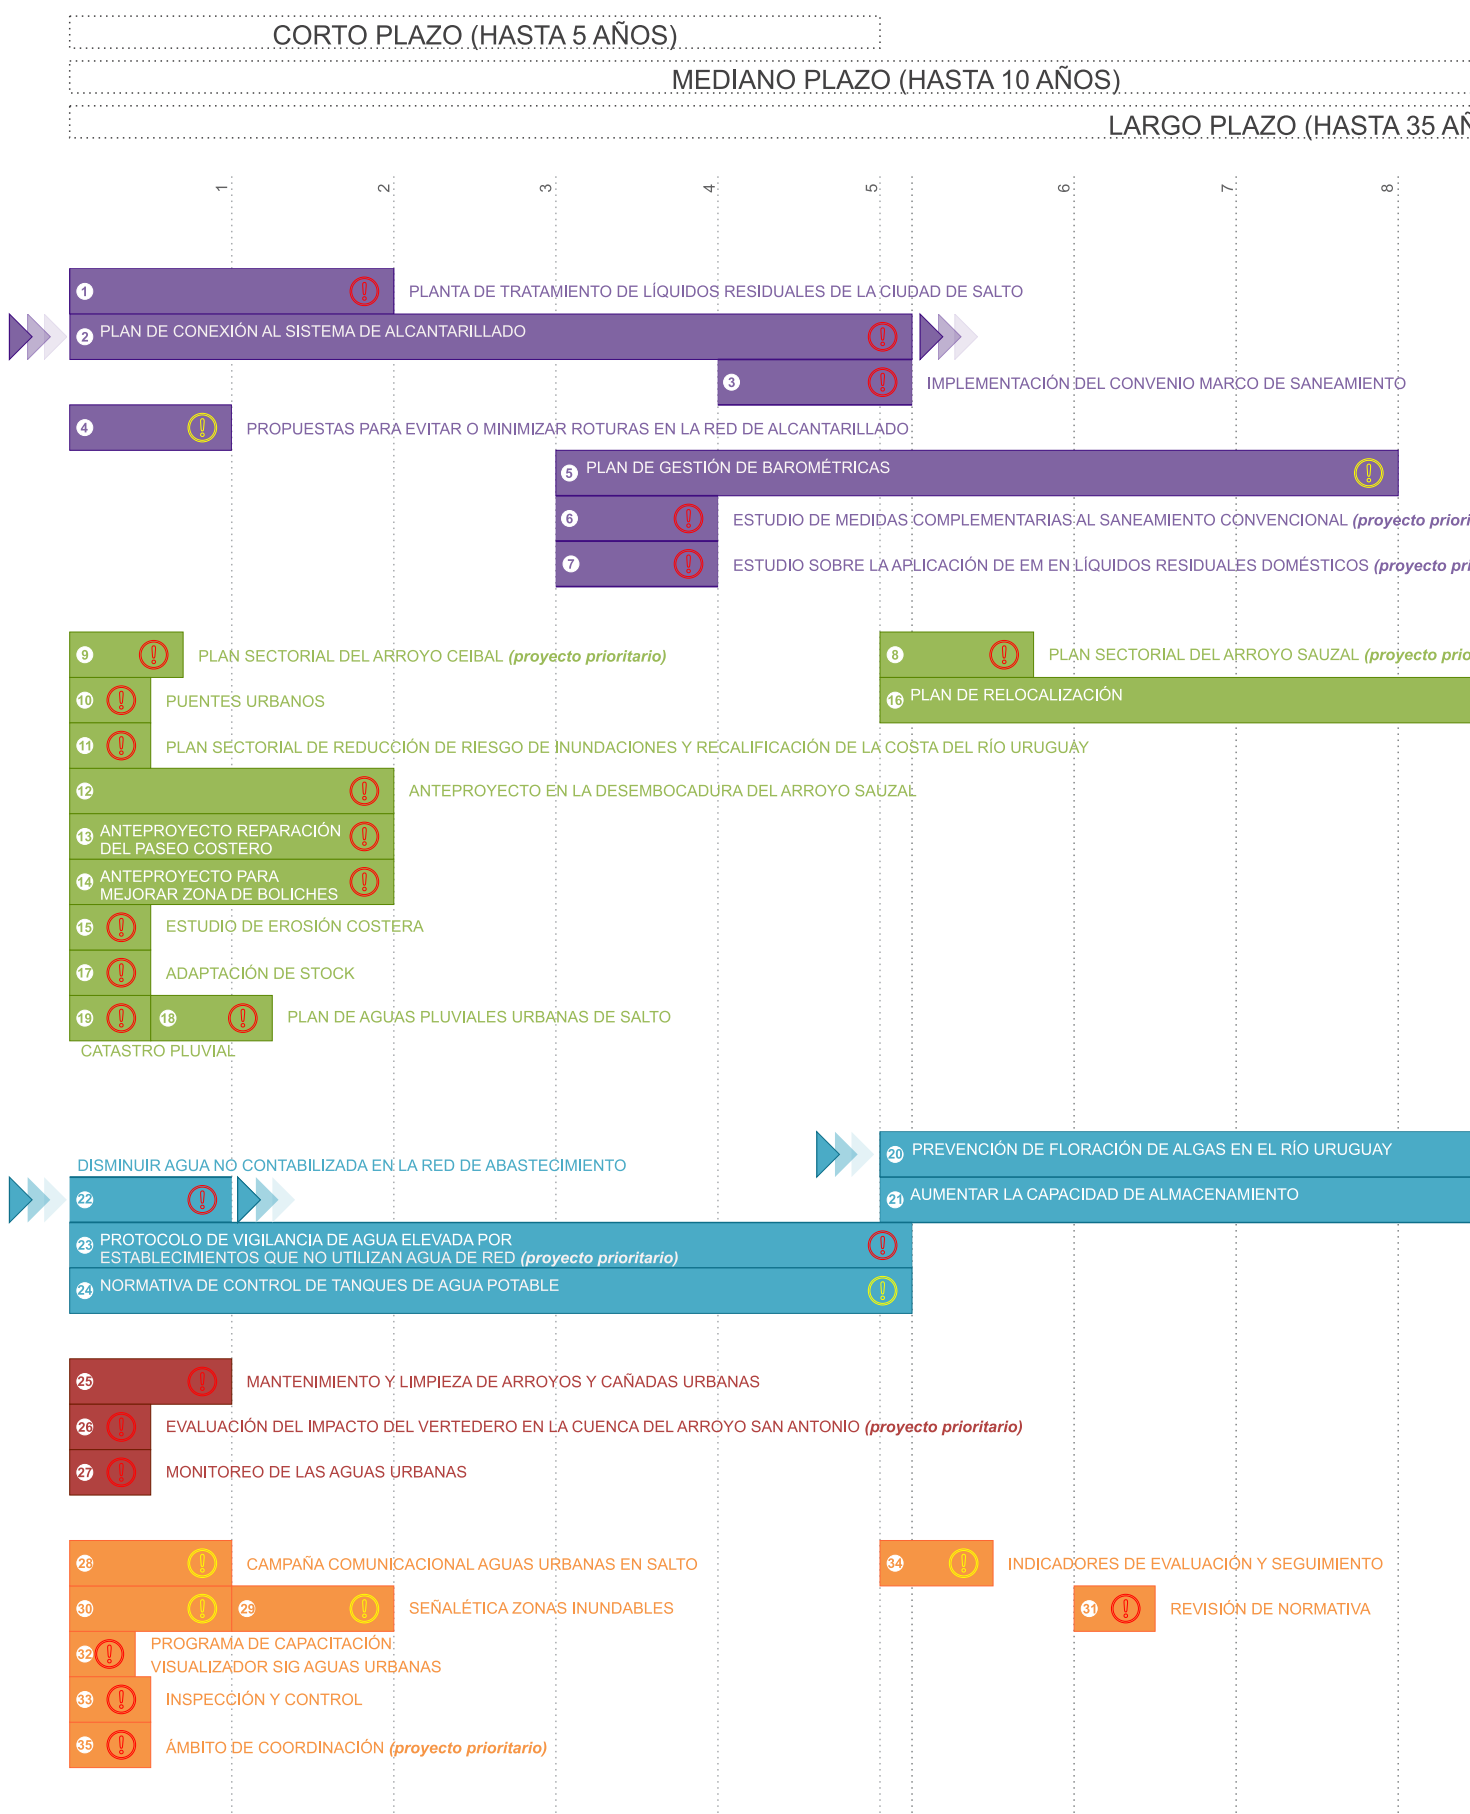 CORTO PLAZO (HASTA 5 AÑOS)
MEDIANO PLAZO (HASTA 10 AÑOS)
LARGO PLAZO (HASTA 35 AÑ
1 2 3 4 5 6 7 8
1 PLANTA DE TRATAMIENTO DE LÍQUIDOS RESIDUALES DE LA CIUDAD DE SALTO
2 PLAN DE CONEXIÓN AL SISTEMA DE ALCANTARILLADO
3 IMPLEMENTACIÓN DEL CONVENIO MARCO DE SANEAMIENTO
4 PROPUESTAS PARA EVITAR O MINIMIZAR ROTURAS EN LA RED DE ALCANTARILLADO
5 PLAN DE GESTIÓN DE BAROMÉTRICAS
6 ESTUDIO DE MEDIDAS COMPLEMENTARIAS AL SANEAMIENTO CONVENCIONAL (proyecto priori
7 ESTUDIO SOBRE LA APLICACIÓN DE EM EN LÍQUIDOS RESIDUALES DOMÉSTICOS (proyecto pri
9 PLAN SECTORIAL DEL ARROYO CEIBAL (proyecto prioritario)
8 PLAN SECTORIAL DEL ARROYO SAUZAL (proyecto prio
10 PUENTES URBANOS
16 PLAN DE RELOCALIZACIÓN
11 PLAN SECTORIAL DE REDUCCIÓN DE RIESGO DE INUNDACIONES Y RECALIFICACIÓN DE LA COSTA DEL RÍO URUGUAY
12 ANTEPROYECTO EN LA DESEMBOCADURA DEL ARROYO SAUZAL
13 ANTEPROYECTO REPARACIÓN
DEL PASEO COSTERO
14 ANTEPROYECTO PARA
MEJORAR ZONA DE BOLICHES
15 ESTUDIO DE EROSIÓN COSTERA
17 ADAPTACIÓN DE STOCK
19 18 PLAN DE AGUAS PLUVIALES URBANAS DE SALTO
CATASTRO PLUVIAL
20 PREVENCIÓN DE FLORACIÓN DE ALGAS EN EL RÍO URUGUAY
DISMINUIR AGUA NO CONTABILIZADA EN LA RED DE ABASTECIMIENTO
22
21 AUMENTAR LA CAPACIDAD DE ALMACENAMIENTO
23 PROTOCOLO DE VIGILANCIA DE AGUA ELEVADA POR
ESTABLECIMIENTOS QUE NO UTILIZAN AGUA DE RED (proyecto prioritario)
24 NORMATIVA DE CONTROL DE TANQUES DE AGUA POTABLE
25 MANTENIMIENTO Y LIMPIEZA DE ARROYOS Y CAÑADAS URBANAS
26 EVALUACIÓN DEL IMPACTO DEL VERTEDERO EN LA CUENCA DEL ARROYO SAN ANTONIO (proyecto prioritario)
27 MONITOREO DE LAS AGUAS URBANAS
28 CAMPAÑA COMUNICACIONAL AGUAS URBANAS EN SALTO
34 INDICADORES DE EVALUACIÓN Y SEGUIMIENTO
30 29 SEÑALÉTICA ZONAS INUNDABLES
31 REVISIÓN DE NORMATIVA
32 PROGRAMA DE CAPACITACIÓN
VISUALIZADOR SIG AGUAS URBANAS
33 INSPECCIÓN Y CONTROL
35 ÁMBITO DE COORDINACIÓN (proyecto prioritario)